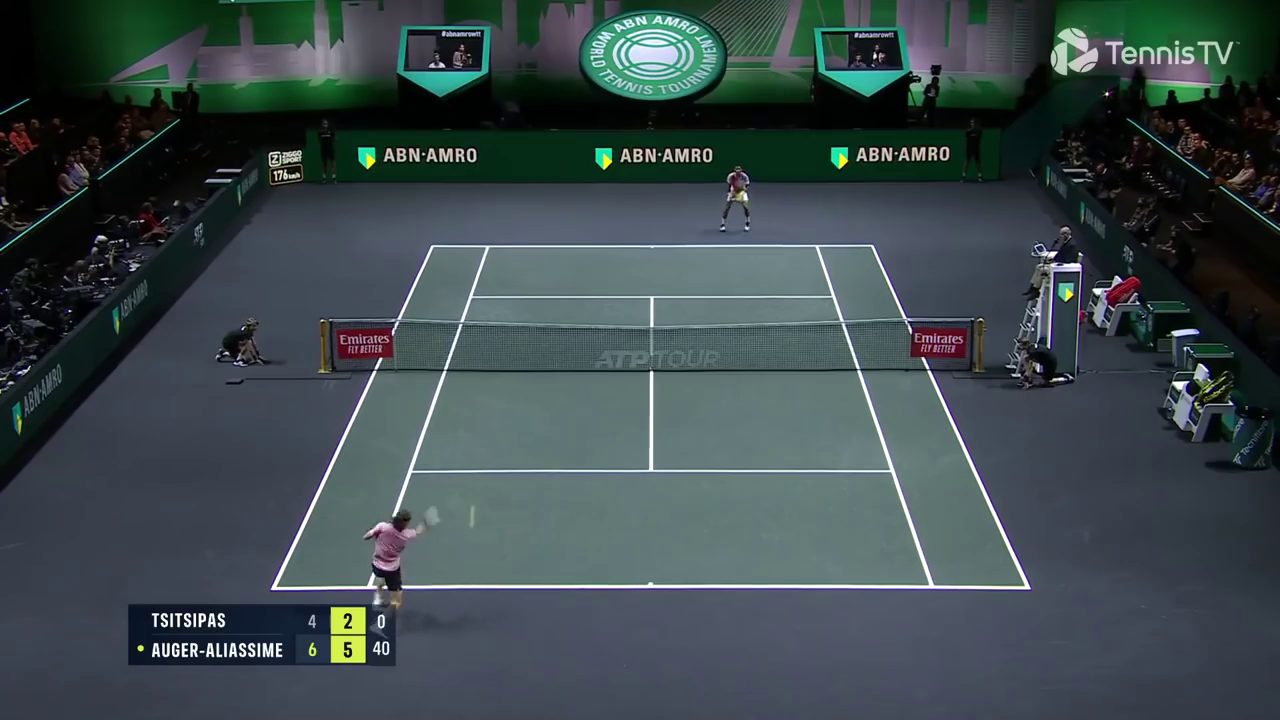 #abnamrowtt
ABN AMRO
WORLD TENNIS TOURNAMENT
#abnamrowtt
TennisTV
ZIGGO SPORT
176 km/h
ABN·AMRO
ABN·AMRO
ABN·AMRO
ABN·AMRO
ABN·AMRO
ABN·AMRO
Emirates
FLY BETTER
ATP TOUR
Emirates
FLY BETTER
TSITSIPAS 4 2 0
AUGER-ALIASSIME 6 5 40